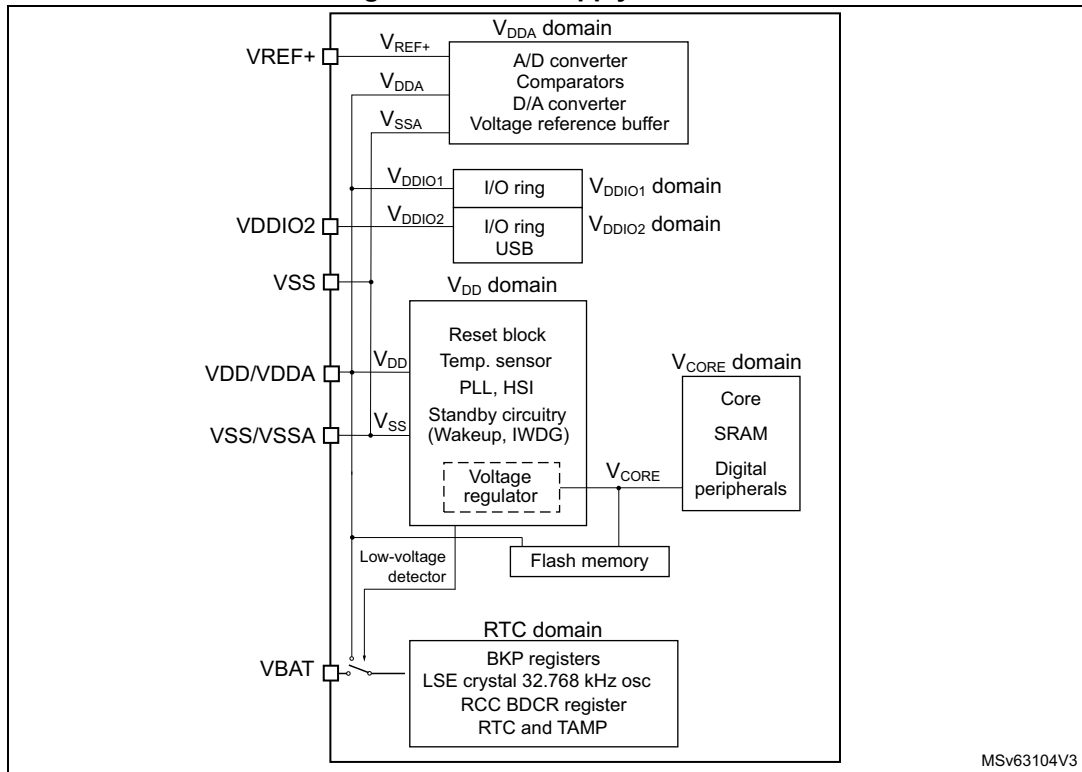 VDDA domain
VREF+
VREF+
A/D converter
Comparators
D/A converter
Voltage reference buffer
VDDA
VSSA
VDDIO1
I/O ring
VDDIO1 domain
VDDIO2
VDDIO2
I/O ring
USB
VDDIO2 domain
VSS
VDD domain
Reset block
Temp. sensor
PLL, HSI
Standby circuitry
(Wakeup, IWDG)
Voltage
regulator
VDD/VDDA
VDD
VSS/VSSA
VSS
VCORE domain
Core
SRAM
Digital
peripherals
VCORE
Flash memory
Low-voltage
detector
RTC domain
VBAT
BKP registers
LSE crystal 32.768 kHz osc
RCC BDCR register
RTC and TAMP
MSv63104V3